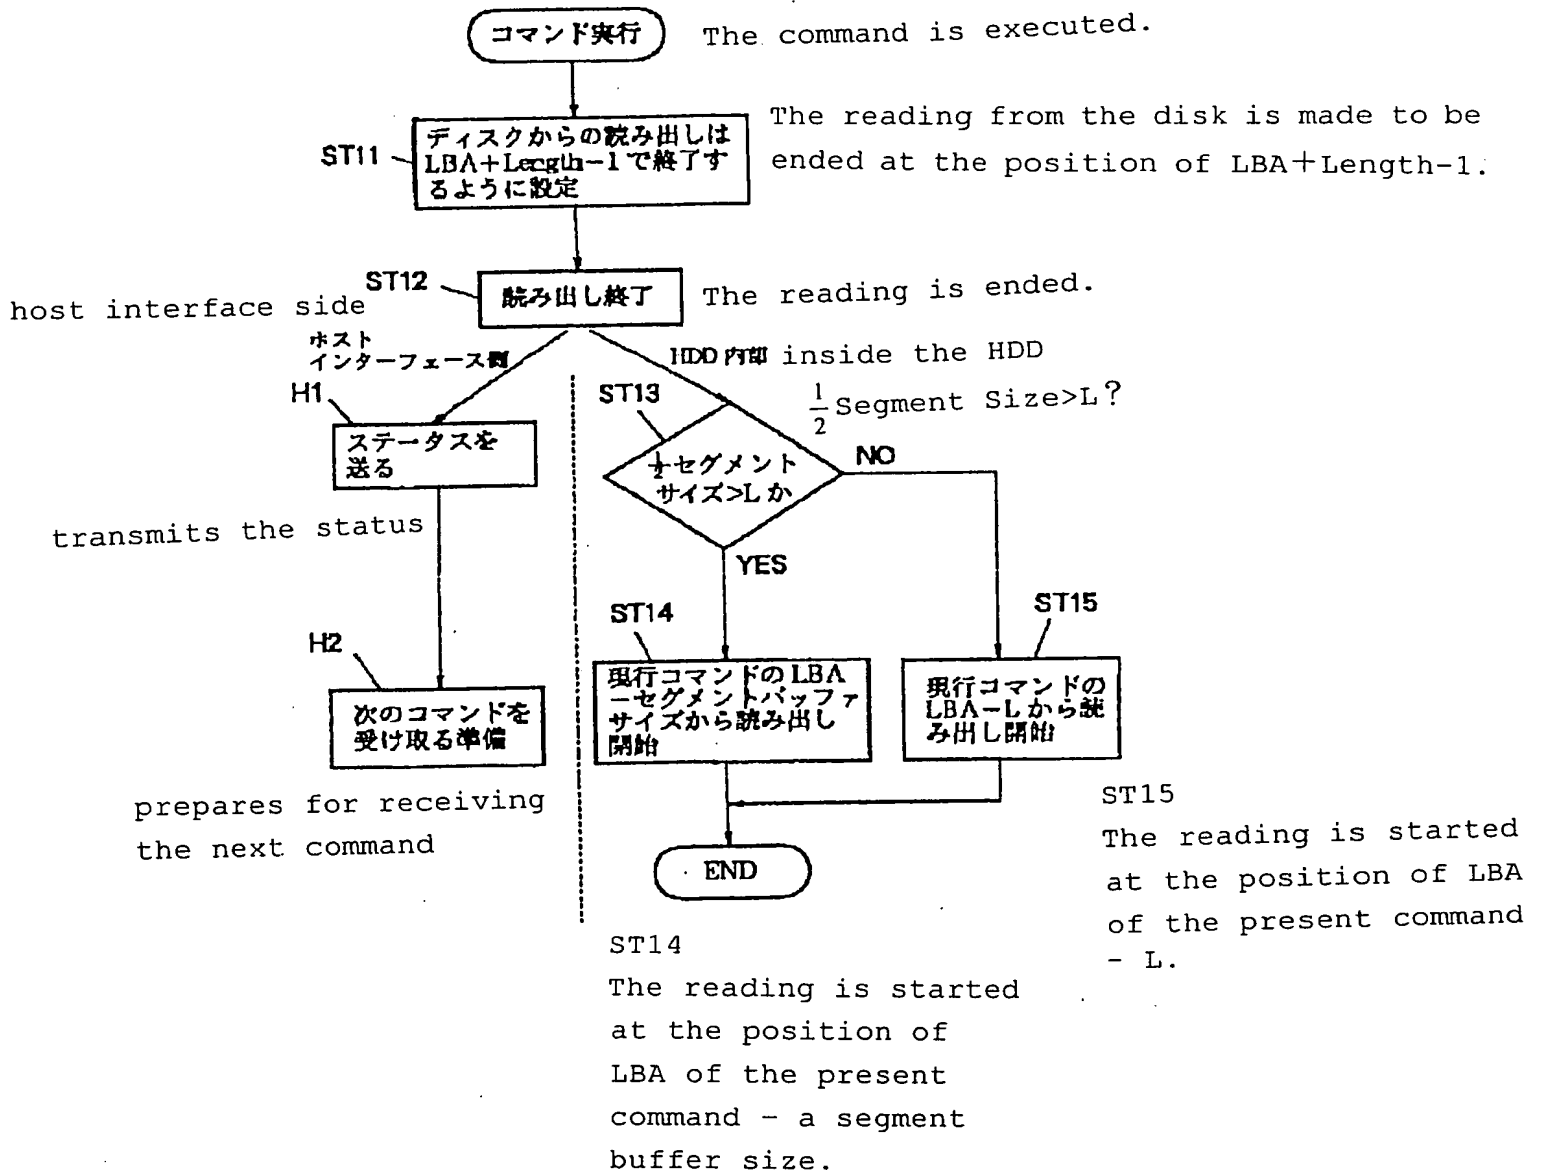 コマンド実行
The command is executed.
ST11
ディスクからの読み出しは
LBA+Length-1で終了す
るように設定
The reading from the disk is made to be
ended at the position of LBA+Length-1.
host interface side
ST12
読み出し終了
The reading is ended.
ホスト
インターフェース側
HDD 内部
inside the HDD
H1
ステータスを
送る
ST13
1/2 Segment Size>L?
1/2セグメント
サイズ>Lか
NO
transmits the status
YES
H2
次のコマンドを
受け取る準備
ST14
現行コマンドのLBA
-セグメントバッファ
サイズから読み出し
開始
ST15
現行コマンドの
LBA-Lから読
み出し開始
prepares for receiving
the next command
END
ST15
The reading is started
at the position of LBA
of the present command
- L.
ST14
The reading is started
at the position of
LBA of the present
command - a segment
buffer size.